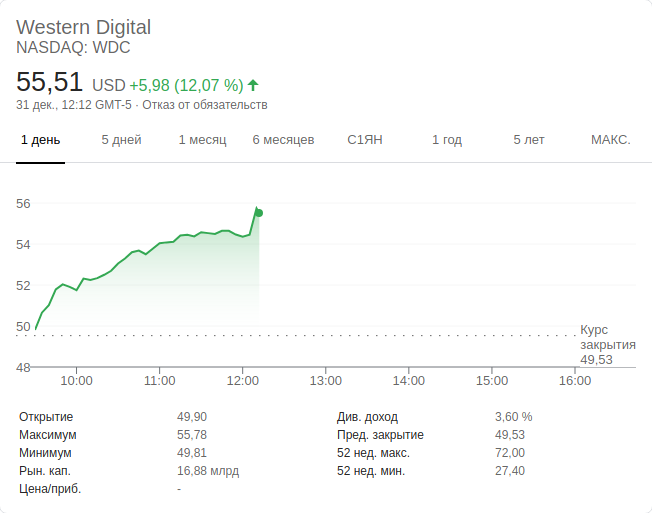 Western Digital
NASDAQ: WDC
55,51 USD +5,98 (12,07 %)
31 дек., 12:12 GMT-5 · Отказ от обязательств
1 день 5 дней 1 месяц 6 месяцев С1ЯН 1 год 5 лет МАКС.
56
54
52
50
Курс
закрытия
49,53
48
10:00 11:00 12:00 13:00 14:00 15:00 16:00
Открытие 49,90 Див. доход 3,60 %
Максимум 55,78 Пред. закрытие 49,53
Минимум 49,81 52 нед. макс. 72,00
Рын. кап. 16,88 млрд 52 нед. мин. 27,40
Цена/приб. -